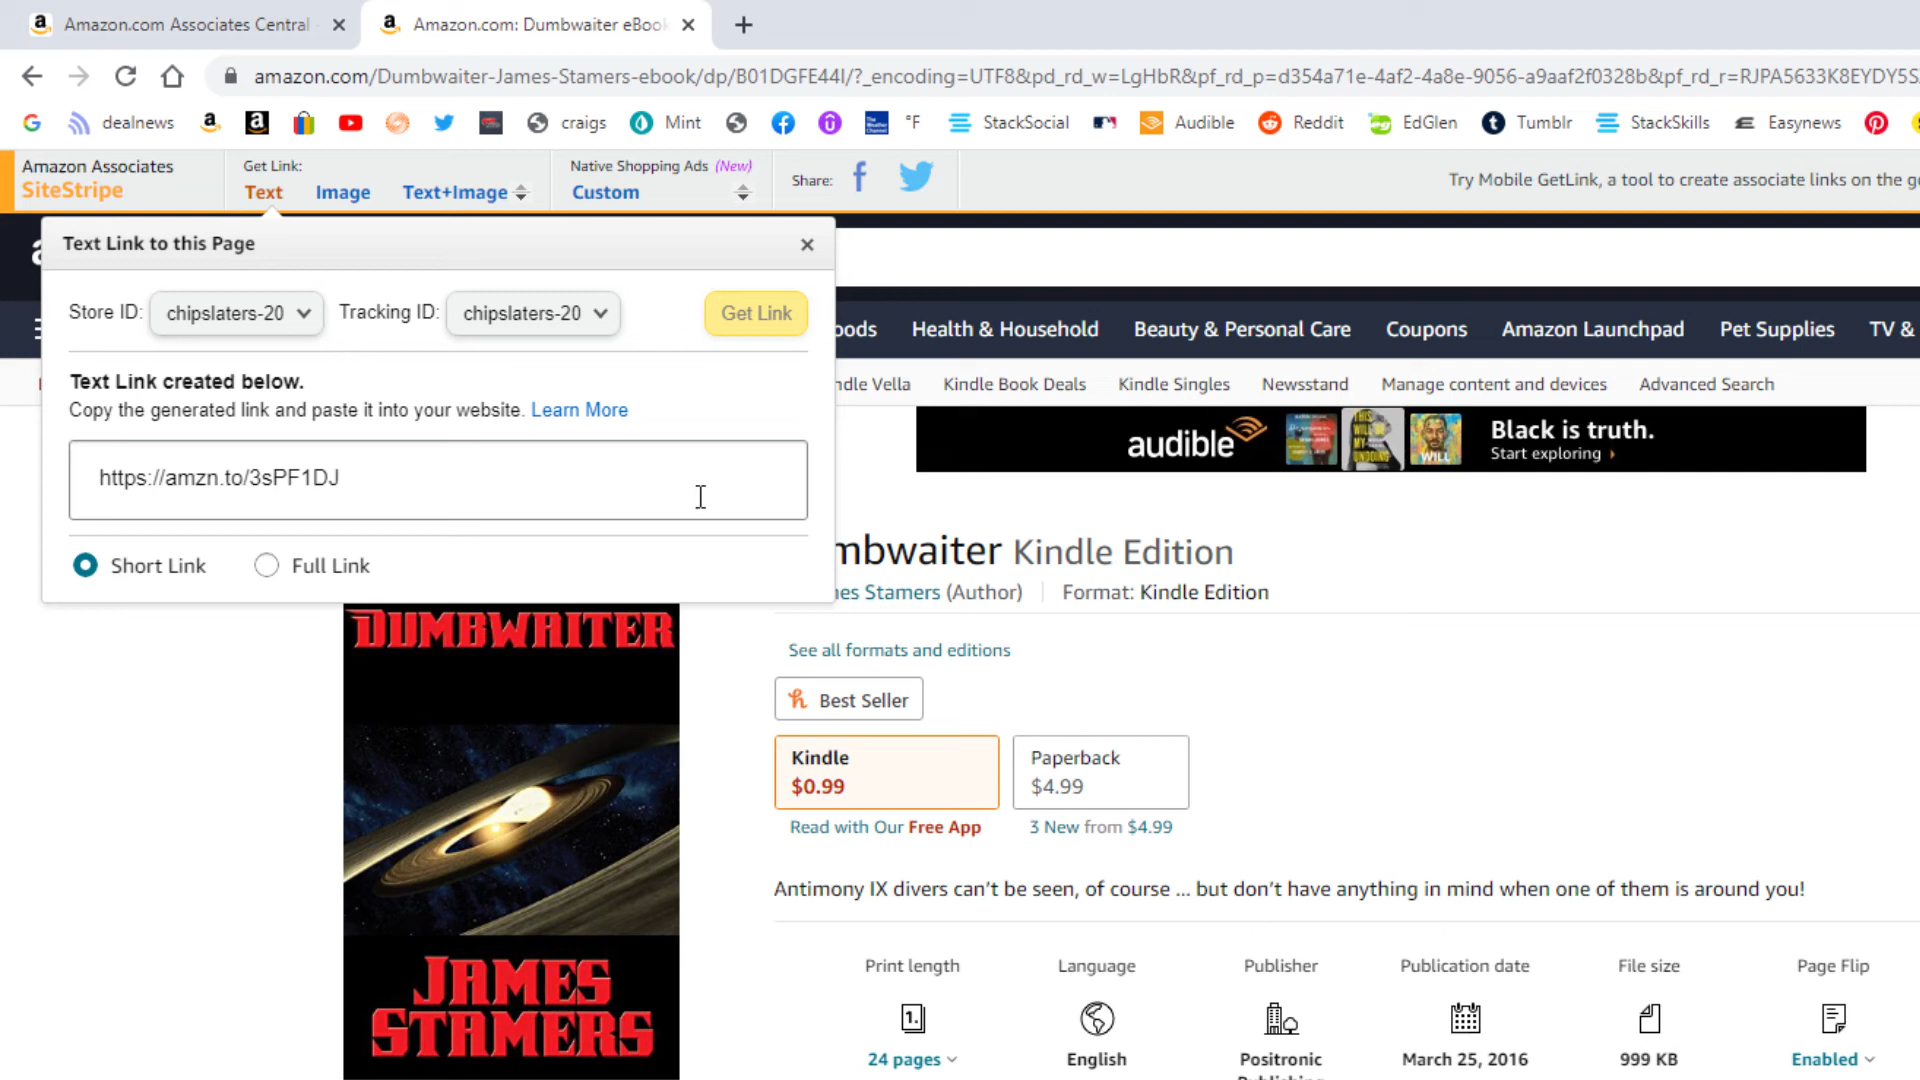 Amazon.com Associates Central
Amazon.com: Dumbwaiter eBook
amazon.com/Dumbwaiter-James-Stamers-ebook/dp/B01DGFE44I/?_encoding=UTF8&pd_rd_w=LgHbR&pf_rd_p=d354a71e-4af2-4a8e-9056-a9aaf2f0328b&pf_rd_r=RJPA5633K8EYDY5S
dealnews craigs Mint °F StackSocial Audible Reddit EdGlen Tumblr StackSkills Easynews
Amazon Associates
SiteStripe
Get Link:
Text Image Text+Image
Native Shopping Ads (New)
Custom
Share:
Try Mobile GetLink, a tool to create associate links on the
Text Link to this Page
Store ID: chipslaters-20 Tracking ID: chipslaters-20 Get Link
Text Link created below.
Copy the generated link and paste it into your website. Learn More
https://amzn.to/3sPF1DJ
Short Link Full Link
Health & Household Beauty & Personal Care Coupons Amazon Launchpad Pet Supplies TV &
Vella Kindle Book Deals Kindle Singles Newsstand Manage content and devices Advanced Search
audible
WILL
Black is truth.
Start exploring ›
mbwaiter Kindle Edition
es Stamers (Author) Format: Kindle Edition
See all formats and editions
Best Seller
Kindle
$0.99
Paperback
$4.99
Read with Our Free App
3 New from $4.99
Antimony IX divers can't be seen, of course ... but don't have anything in mind when one of them is around you!
Print length
1.
24 pages
Language
English
Publisher
Positronic
Publication date
March 25, 2016
File size
999 KB
Page Flip
Enabled
DUMBWAITER
JAMES
STAMERS